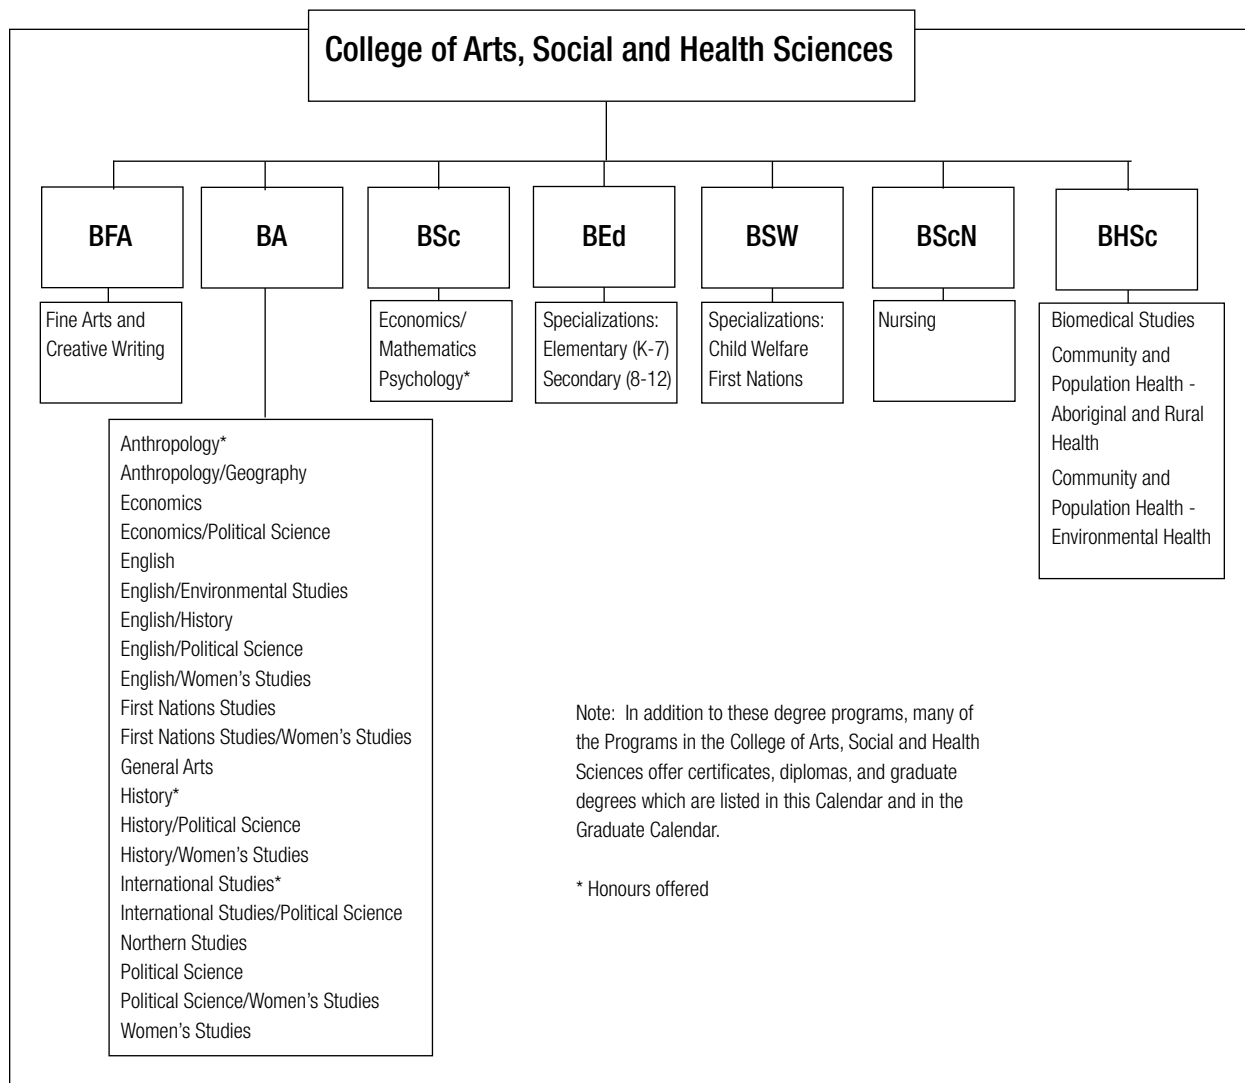 College of Arts, Social and Health Sciences
BFA
BA
BSc
BEd
BSW
BScN
BHSc
Fine Arts and
Creative Writing
Economics/
Mathematics
Psychology*
Specializations:
Elementary (K-7)
Secondary (8-12)
Specializations:
Child Welfare
First Nations
Nursing
Biomedical Studies
Community and
Population Health -
Aboriginal and Rural
Health
Community and
Population Health -
Environmental Health
Anthropology*
Anthropology/Geography
Economics
Economics/Political Science
English
English/Environmental Studies
English/History
English/Political Science
English/Women’s Studies
First Nations Studies
First Nations Studies/Women’s Studies
General Arts
History*
History/Political Science
History/Women’s Studies
International Studies*
International Studies/Political Science
Northern Studies
Political Science
Political Science/Women’s Studies
Women’s Studies
Note:  In addition to these degree programs, many of
the Programs in the College of Arts, Social and Health
Sciences offer certificates, diplomas, and graduate
degrees which are listed in this Calendar and in the
Graduate Calendar.
* Honours offered